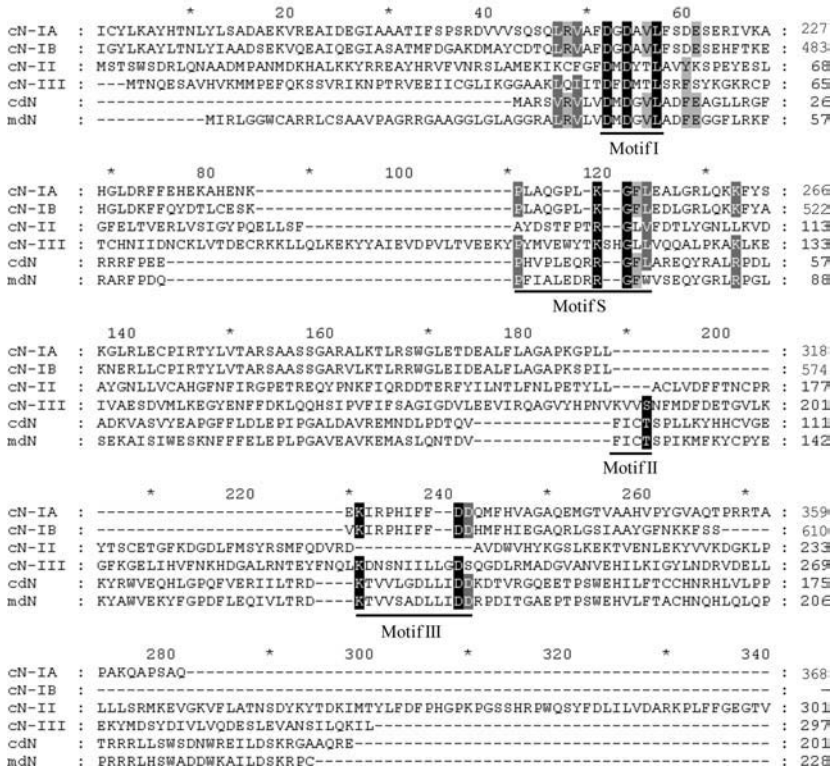 * 20 * 40 * 60
cN-IA : ICYLKAYHTNLYLSADAEKVREAIDEGIAAATIFSPSRDVVVSQSQLRVAFDGDAVLFSDESERIVKA : 227
cN-IB : IGYLKAYLTNLYIAADSEKVQEAIQEGIASATMFDGAKDMAYCDTQLRVAFDGDAVLFSDESEHFTKE : 483
cN-II : MSTSWSDRLQNAADMPANMDKHALKKYRREAYHRVFVNRSLAMEKIKCFGFDMDYTLAVYKSPEYESL : 68
cN-III : ---MTNQESAVHVKMMPEFQKSSVRIKNPTRVEEIICGLIKGGAAKLQIITDFDMTLSRFSYKGKRCP : 65
cdN : ------------------------------------------MARSVRVLVDMDGVLADFEAGLLRGF : 26
mdN : -----------MIRLGGWCARRLCSAAVPAGRRGAAGGLGLAGGRALRVLVDMDGVLADFEGGFLRKF : 57
Motif I
* 80 * 100 * 120 *
cN-IA : HGLDRFFEHEKAHENK--------------------------PLAQGPLK--GFLEALGRLQKKFYS : 266
cN-IB : HGLDKFFQYDTLCESK--------------------------PLAQGPLK--GFLEDLGRLQKKFYA : 522
cN-II : GFELTVERLVSIGYPQELLSF---------------------AYDSTFPTR--GLVFDTLYGNLLKVD : 113
cN-III : TCHNIIDNCKLVTDECRKKLLQLKEKYYAIEVDPVLTVEEKYPYMVEWYTKSHGLLVQQALPKAKLKE : 133
cdN : RRRFPEE-----------------------------------PHVPLEQRR--GFLAREQYRALRPDL : 57
mdN : RARFPDQ-----------------------------------PFIALEDRR--GFWVSEQYGRLRPGL : 88
Motif S
140 * 160 * 180 * 200
cN-IA : KGLRLECPIRTYLVTARSAASSGARALKTLRSWGLETDEALFLAGAPKGPLL---------------- : 318
cN-IB : KNERLLCPIRTYLVTARSAASSGARVLKTLRRWGLEIDEALFLAGAPKSPIL---------------- : 574
cN-II : AYGNLLVCAHGFNFIRGPETREQYPNKFIQRDDTERFYILNTLFNLPETYLL----ACLVDFFTNCPR : 177
cN-III : IVAESDVMLKEGYENFFDKLQQHSIPVFIFSAGIGDVLEEVIRQAGVYHPNVKVVSNFMDFDETGVLK : 201
cdN : ADKVASVYEAPGFFLDLEPIPGALDAVREMNDLPDTQV-----------FICTSPLLKYHHCVGE : 111
mdN : SEKAISIWESKNFFFELEPLPGAVEAVKEMASLQNTDV-----------FICTSPIKMFKYCPYE : 142
Motif II
* 220 * 240 * 260 *
cN-IA : --------------------------EKIRPHIFF--DDQMFHVAGAQEMGTVAAHVPYGVAQTPRRTA : 359
cN-IB : --------------------------VKIRPHIFF--DDHMFHIEGAQRLGSIAAYGFNKKFSS----- : 610
cN-II : YTSCETGFKDGDLFMSYRSMFQDVRD------------AVDWVHYKGSLKEKTVENLEKYVVKDGKLP : 233
cN-III : GFKGELIHVFNKHDGALRNTEYFNQLKDNSNIILLGDSQGDLRMADGVANVEHILKIGYLNDRVDELL : 269
cdN : KYRWVEQHLGPQFVERIILTRD----KTVVLGDLLIDDKDTVRGQEETPSWEHILFTCCHNRHLVLPP : 175
mdN : KYAWVEKYFGPDFLEQIVLTRD----KTVVSADLLIDDRPDITGAEPTPSWEHVLFTACHNQHLQLQP : 206
Motif III
280 * 300 * 320 * 340
cN-IA : PAKQAPSAQ----------------------------------------------------------- : 368
cN-IB : -------------------------------------------------------------------- : -
cN-II : LLLSRMKEVGKVFLATNSDYKYTDKIMTYLFDFPHGPKPGSSHRPWQSYFDLILVDARKPLFFGEGTV : 301
cN-III : EKYMDSYDIVLVQDESLEVANSILQKIL---------------------------------------- : 297
cdN : TRRRLLSWSDNWREILDSKRGAAQRE------------------------------------------ : 201
mdN : PRRRLHSWADDWKAILDSKRPC---------------------------------------------- : 228